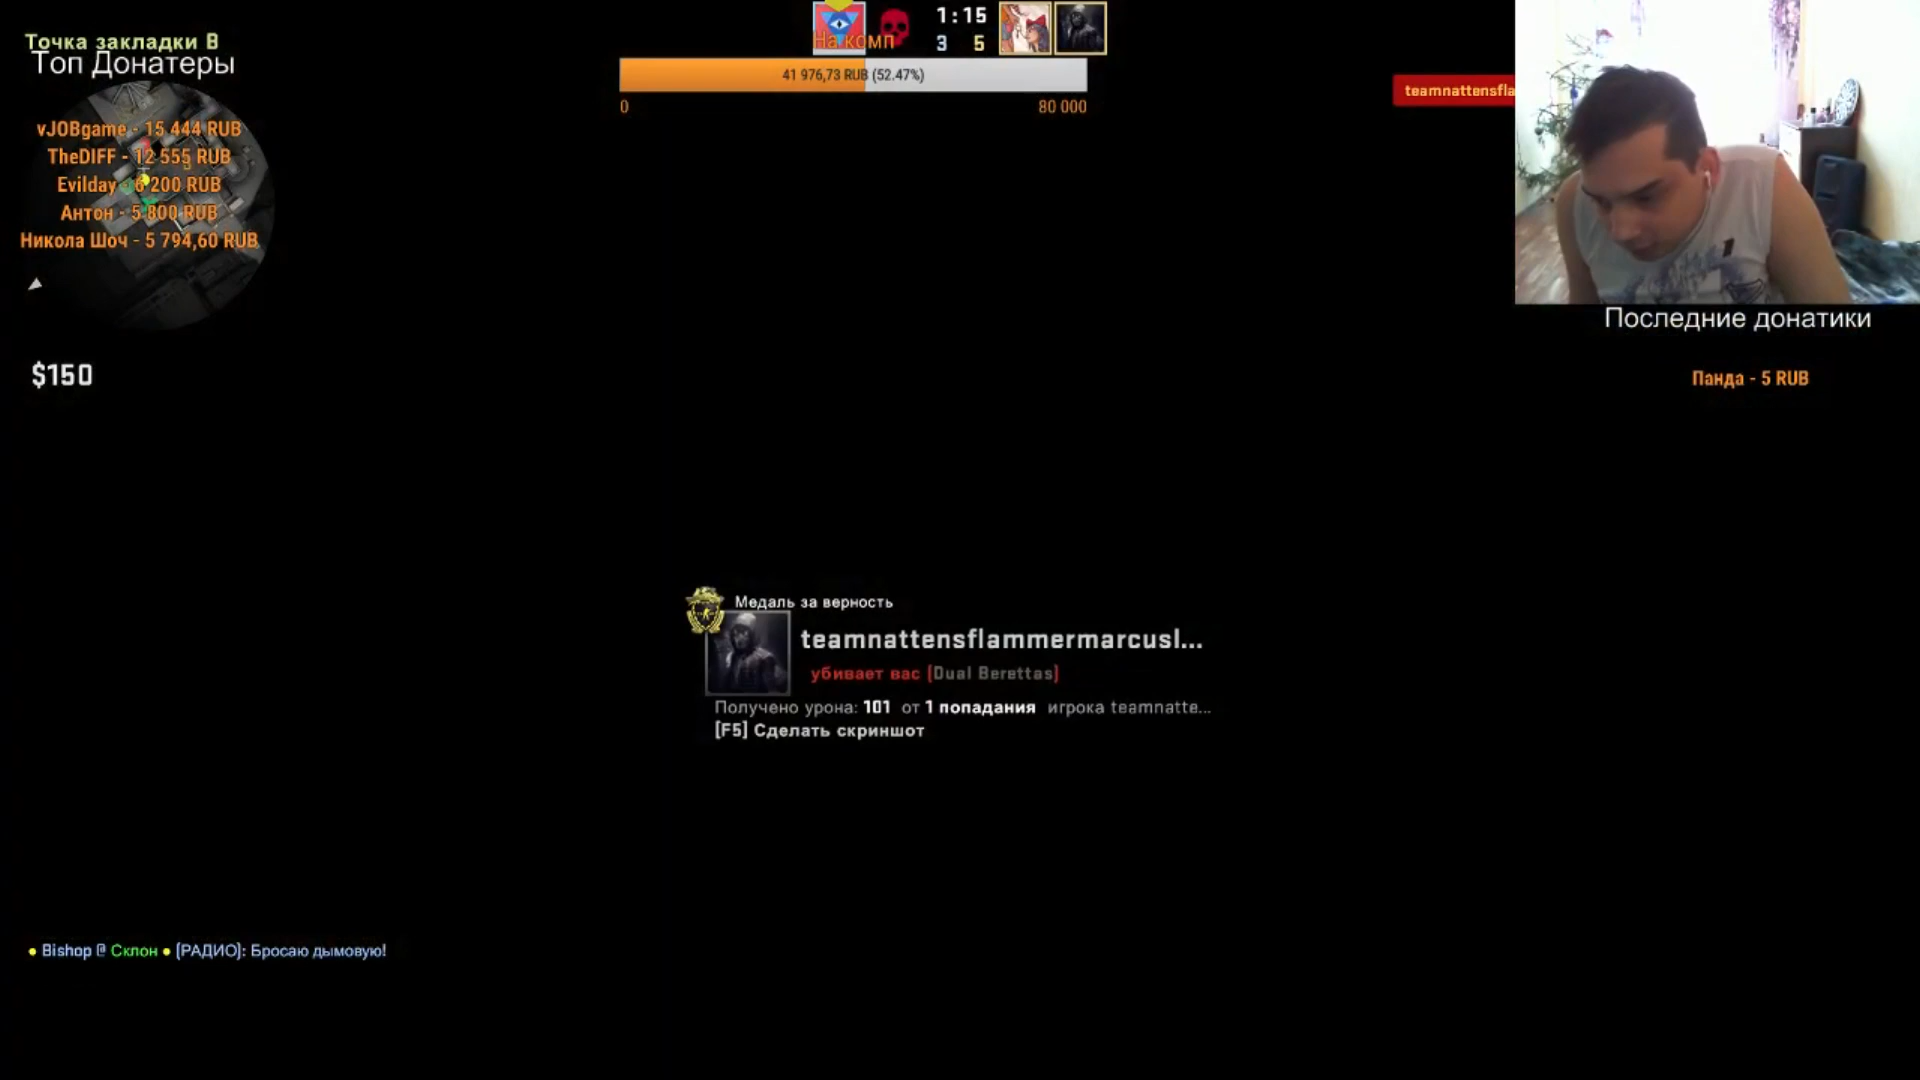 Точка закладки B
Топ Донатеры
vJOBgame - 15 444 RUB
TheDIFF - 12 555 RUB
Evilday - 6 200 RUB
Антон - 5 800 RUB
Никола Шоч - 5 794,60 RUB
$150
На комп
1:15
3 5
41 976,73 RUB (52.47%)
0 80 000
teamnattensfla
Последние донатики
Панда - 5 RUB
Медаль за верность
teamnattensflammermarcusl...
убивает вас [Dual Berettas]
Получено урона: 101 от 1 попадания игрока teamnatte...
[F5] Сделать скриншот
● Bishop @ Склон ● (РАДИО): Бросаю дымовую!